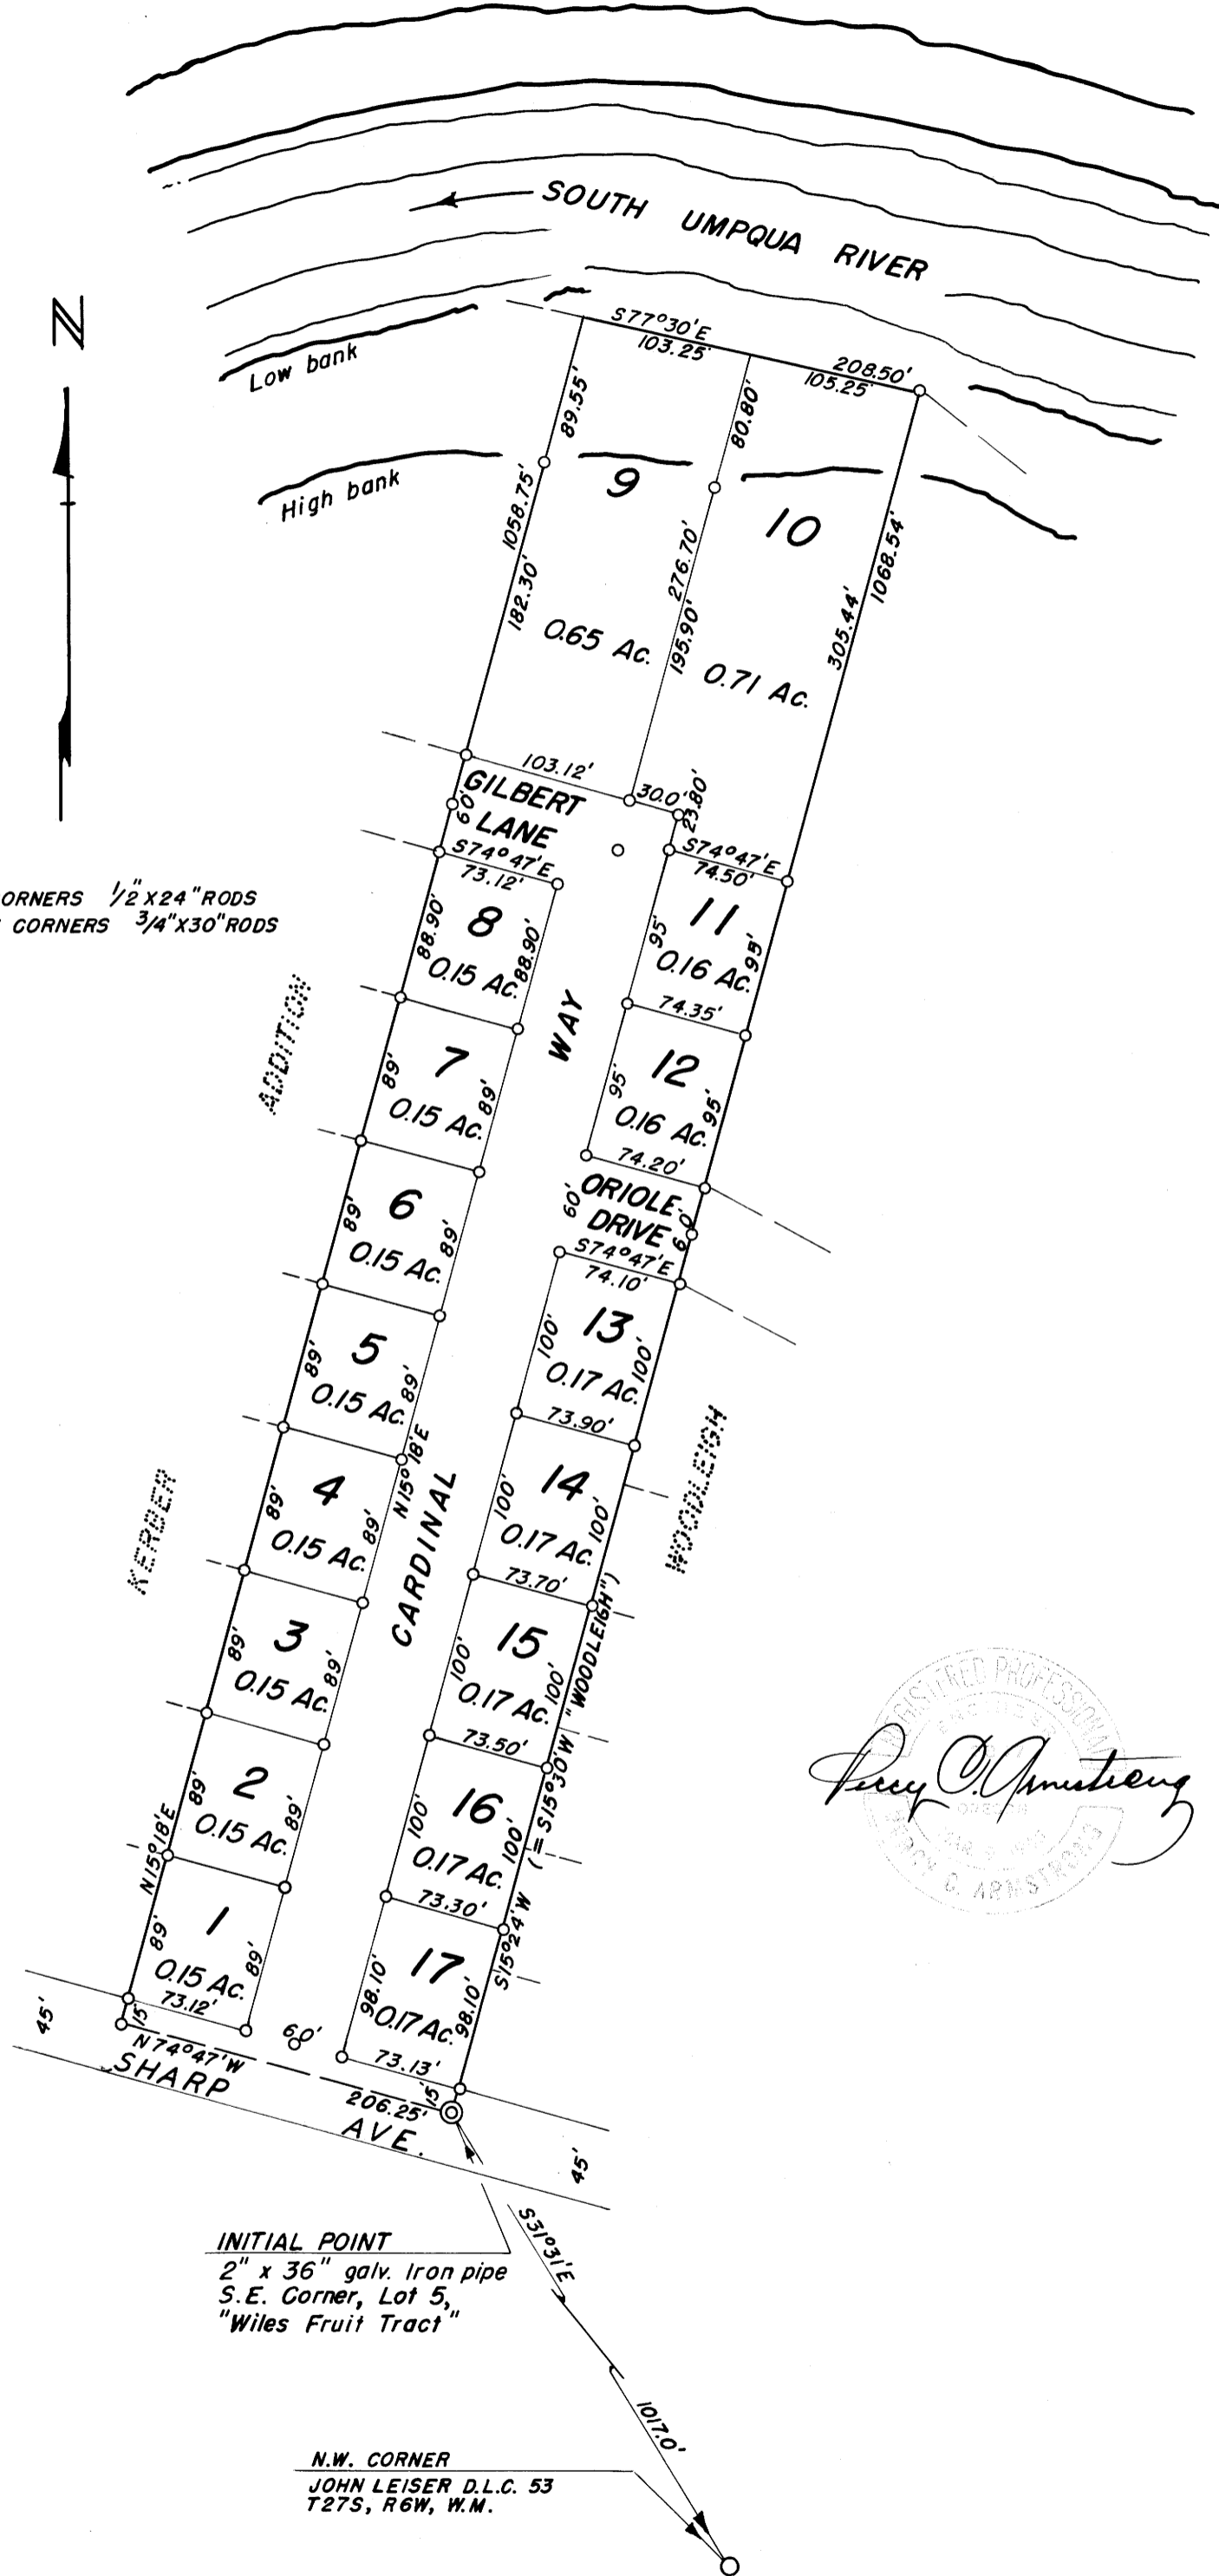 SOUTH UMPQUA RIVER
N
S77°30'E
103.25'
208.50'
105.25'
Low bank
High bank
89.55'
80.80'
1058.75'
182.30'
9
276.70'
195.90'
10
1068.54'
305.44'
0.65 Ac.
0.71 Ac.
103.12'
30.0'
23.80'
GILBERT
LANE
60'
S74°47'E
73.12'
S74°47'E
74.50'
ORNERS 1/2"X24"RODS
CORNERS 3/4"X30"RODS
88.90'
8
0.15 Ac.
88.90'
95'
11
0.16 Ac.
95'
74.35'
ADDITION
WAY
89'
7
0.15 Ac.
89'
95'
12
0.16 Ac.
95'
74.20'
89'
6
0.15 Ac.
89'
60'
ORIOLE
DRIVE
60'
S74°47'E
74.10'
89'
5
0.15 Ac.
89'
100'
13
0.17 Ac.
100'
73.90'
N15°18'E
89'
4
0.15 Ac.
89'
CARDINAL
100'
14
0.17 Ac.
100'
73.70'
WOODLEIGH
KERBER
89'
3
0.15 Ac.
89'
100'
15
0.17 Ac.
100'
73.50'
89'
2
0.15 Ac.
89'
100'
16
0.17 Ac.
100'
73.30'
S15°24'W (=S15°30'W "WOODLEIGH")
N15°18'E
89'
1
0.15 Ac.
89'
73.12'
98.10'
17
0.17 Ac.
98.10'
73.13'
45'
15'
60'
N74°47'W
206.25'
15'
SHARP
AVE.
45'
REGISTERED PROFESSIONAL
ENGINEER
OREGON
PERCY C. ARMSTRONG
Percy C. Armstrong
INITIAL POINT
2" x 36" galv. Iron pipe
S.E. Corner, Lot 5,
"Wiles Fruit Tract"
S31°31'E
1017.0'
N.W. CORNER
JOHN LEISER D.L.C. 53
T27S, R6W, W.M.